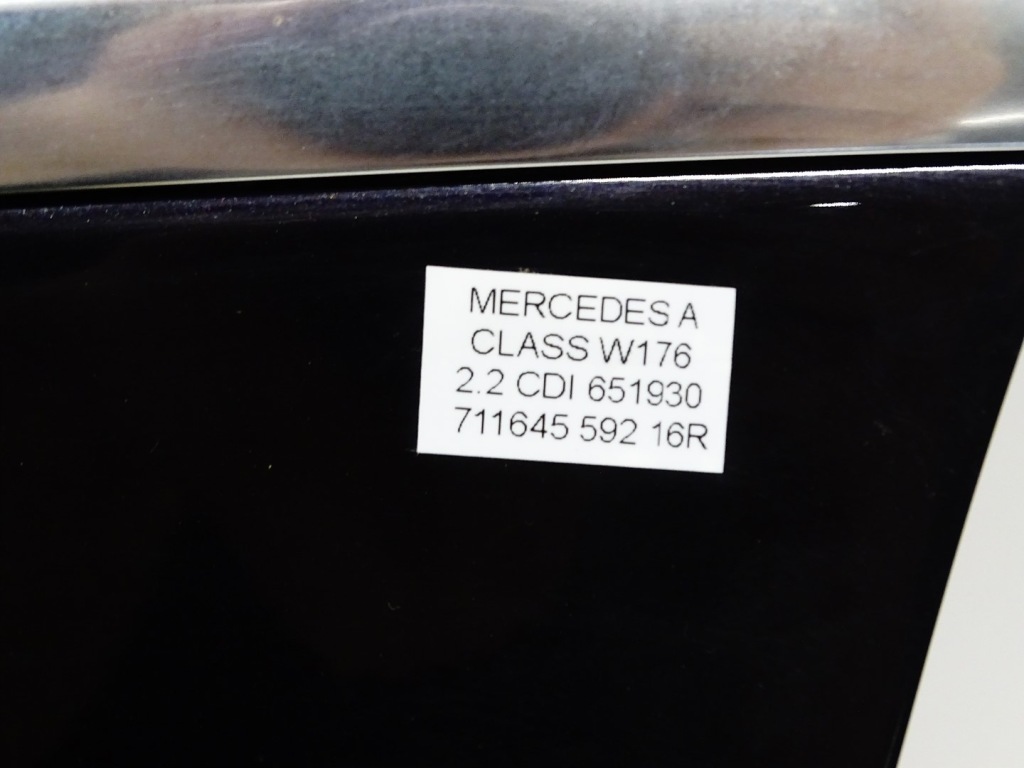 MERCEDES A
CLASS W176
2.2 CDI 651930
711645 592 16R